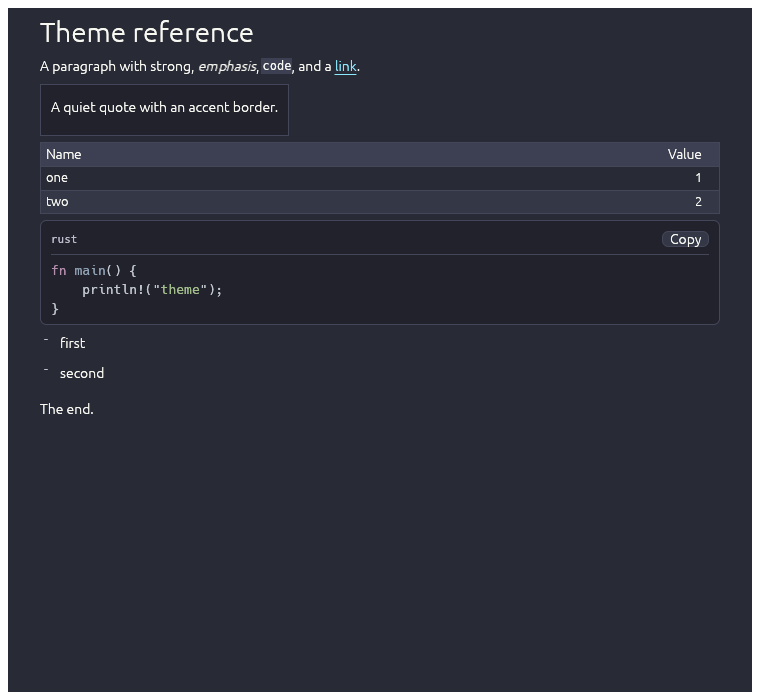 Theme reference
A paragraph with strong, emphasis, code, and a link.
A quiet quote with an accent border.
Name Value
one 1
two 2
rust Copy
fn main() {
    println!("theme");
}
- first
- second
The end.